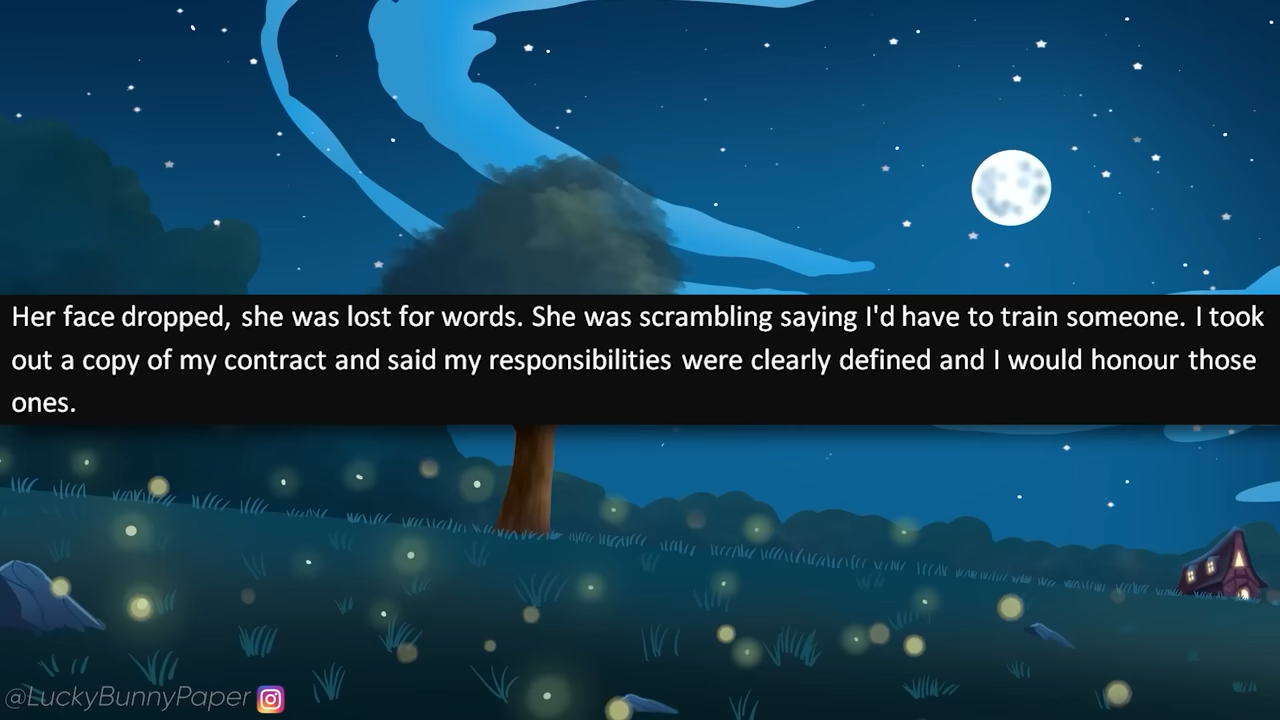 Her face dropped, she was lost for words. She was scrambling saying I'd have to train someone. I took
out a copy of my contract and said my responsibilities were clearly defined and I would honour those
ones.
@LuckyBunnyPaper